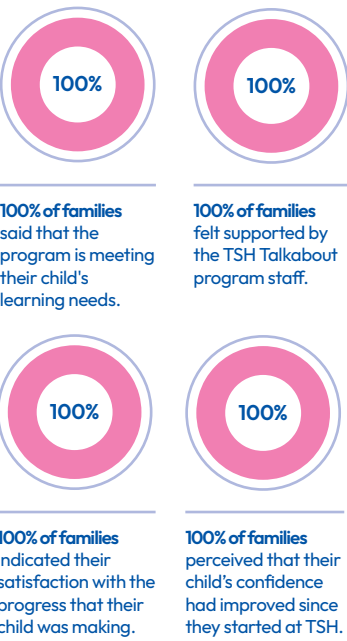 100%
100% of families
said that the
program is meeting
their child's
learning needs.
100%
100% of families
felt supported by
the TSH Talkabout
program staff.
100%
100% of families
indicated their
satisfaction with the
progress that their
child was making.
100%
100% of families
perceived that their
child’s confidence
had improved since
they started at TSH.